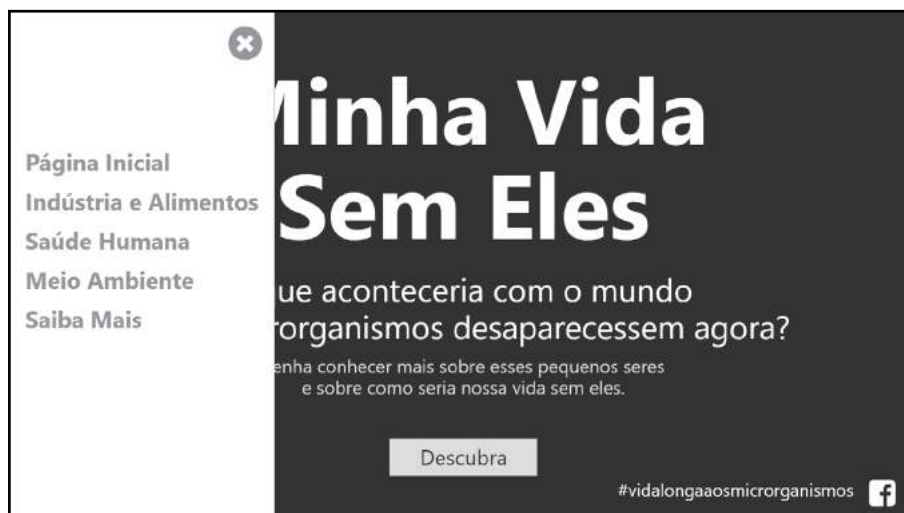 Página Inicial
Indústria e Alimentos
Saúde Humana
Meio Ambiente
Saiba Mais
Vida
Sem Eles
ue aconteceria com o mundo
rorganismos desaparecessem agora?
enha conhecer mais sobre esses pequenos seres
e sobre como seria nossa vida sem eles.
Descubra
#vidalongaaosmicrorganismos